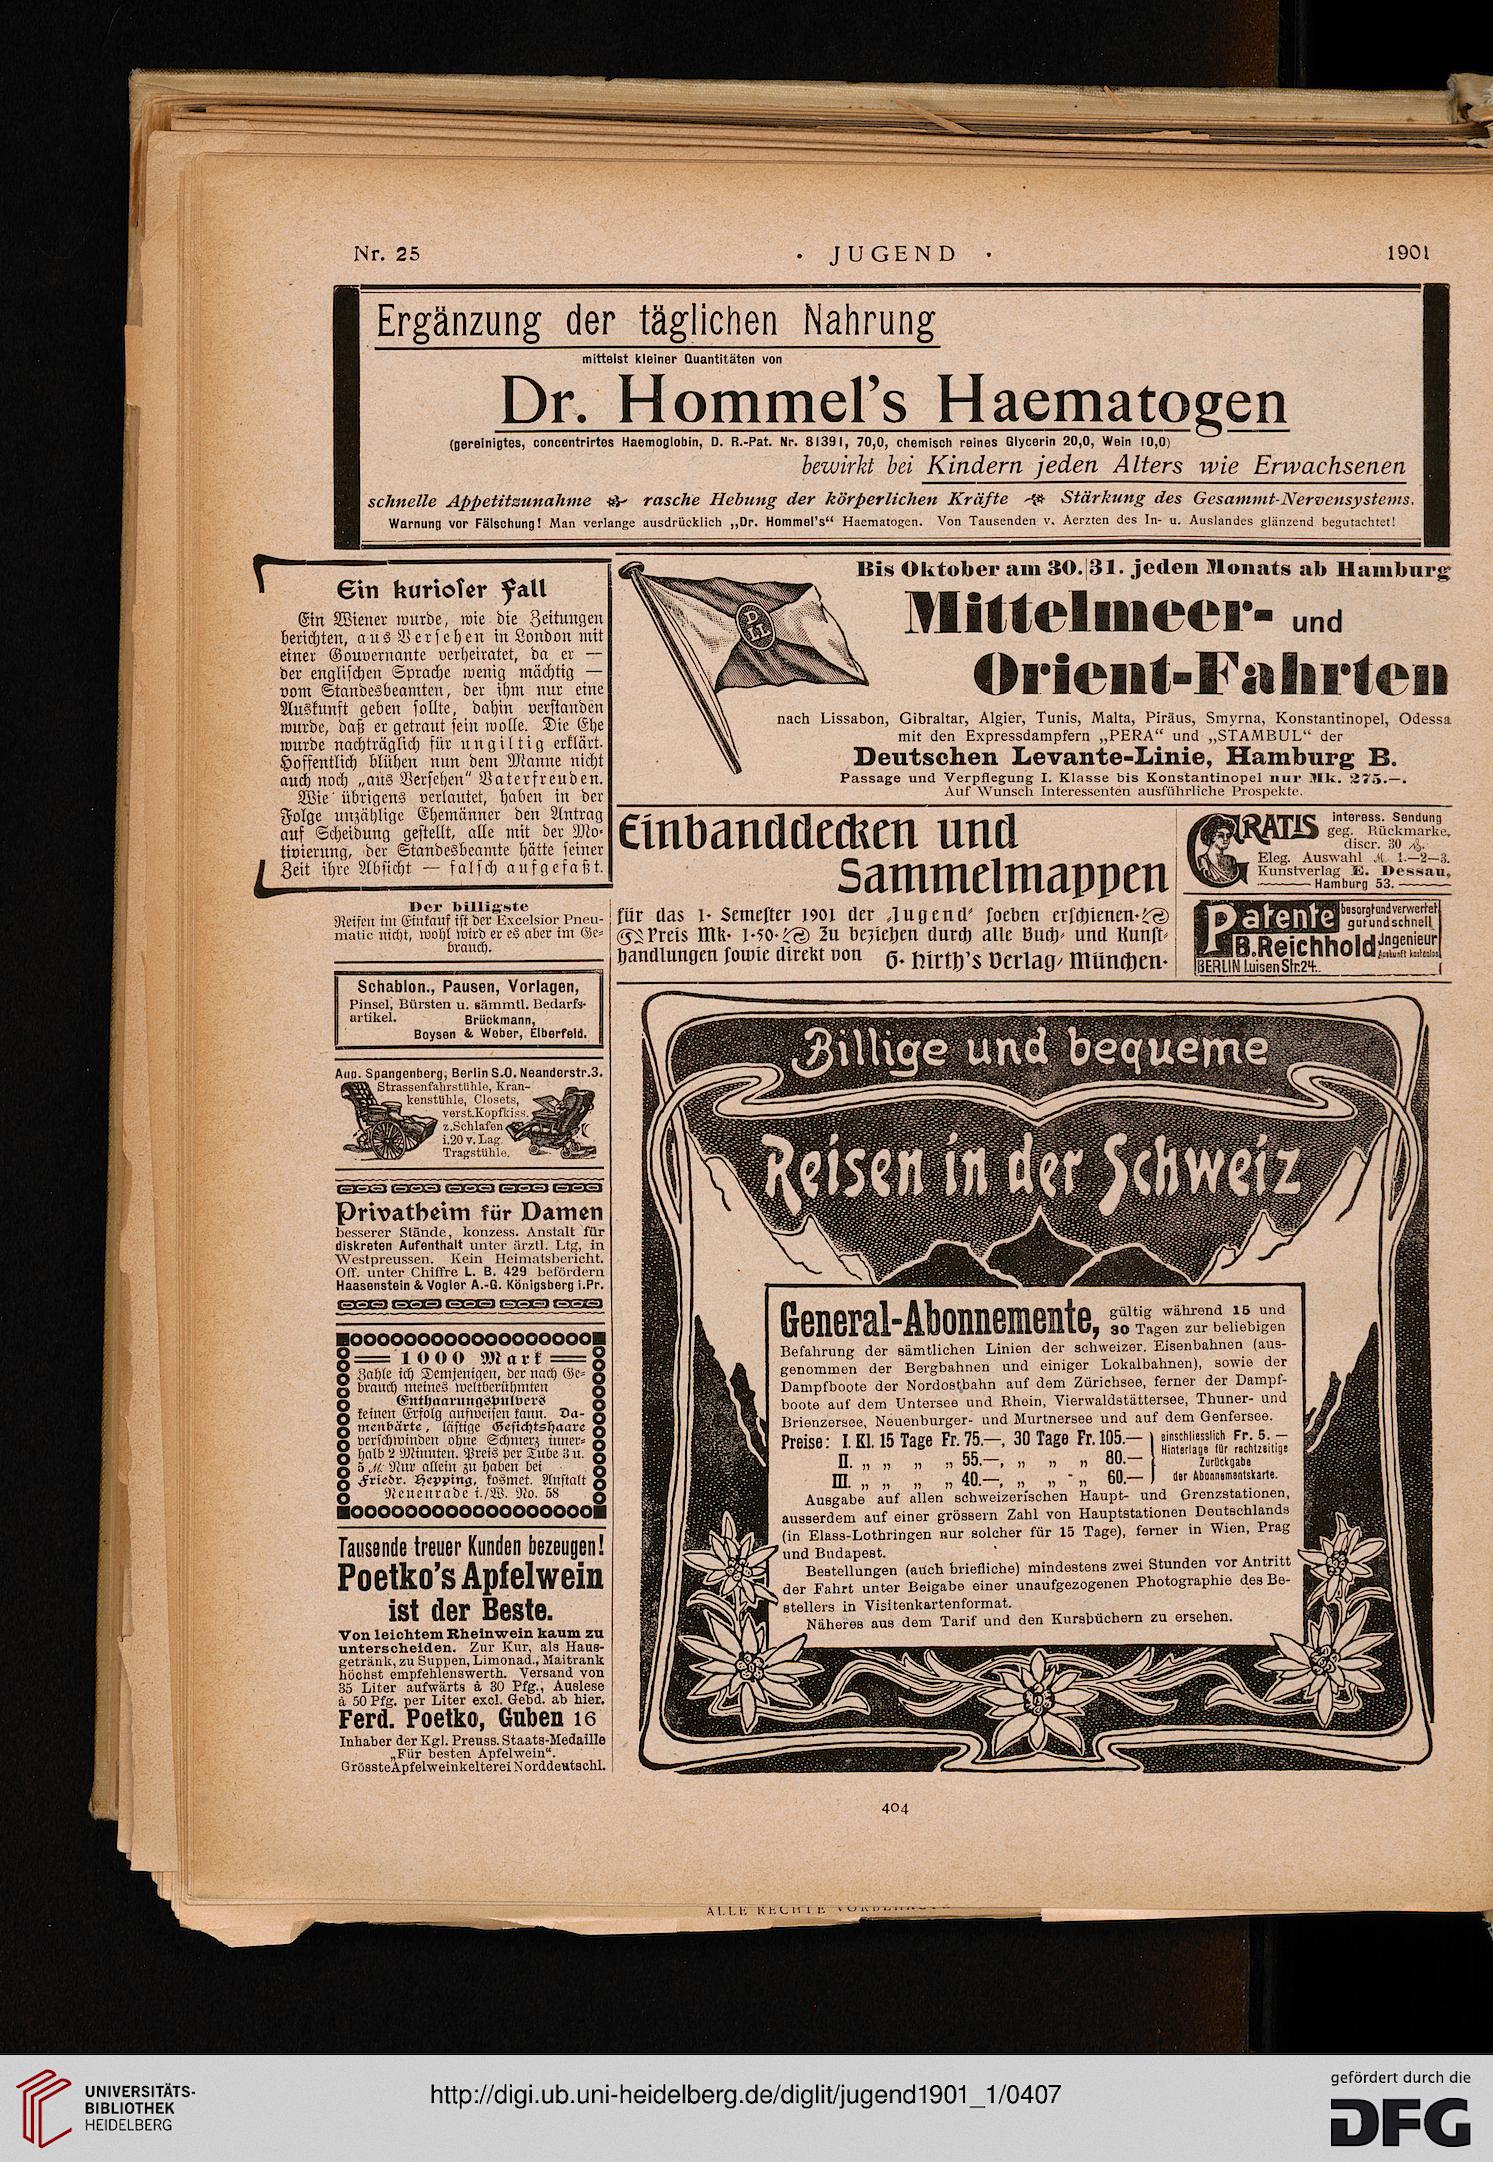 Nr. 25 · JUGEND · 1901
Ergänzung der täglichen Nahrung
mittelst kleiner Quantitäten von
Dr. Hommel's Haematogen
(gereinigtes, concentrirtes Haemoglobin, D. R.-Pat. Nr. 81391, 70,0, chemisch reines Glycerin 20,0, Wein 10,0)
bewirkt bei Kindern jeden Alters wie Erwachsenen
schnelle Appetitzunahme rasche Hebung der körperlichen Kräfte Stärkung des Gesammt-Nervensystems.
Warnung vor Fälschung! Man verlange ausdrücklich „Dr. Hommel's“ Haematogen. Von Tausenden v. Aerzten des In- u. Auslandes glänzend begutachtet!
Ein kurioser Fall
Ein Wiener wurde, wie die Zeitungen
berichten, aus Versehen in London mit
einer Gouvernante verheiratet, da er —
der englischen Sprache wenig mächtig —
vom Standesbeamten, der ihm nur eine
Auskunft geben sollte, dahin verstanden
wurde, daß er getraut sein wolle. Die Ehe
wurde nachträglich für ungiltig erklärt.
Hoffentlich blühen nun dem Manne nicht
auch noch „aus Versehen“ Vaterfreuden.
Wie übrigens verlautet, haben in der
Folge unzählige Ehemänner den Antrag
auf Scheidung gestellt, alle mit der Mo-
tivierung, der Standesbeamte hätte seiner
Zeit ihre Absicht — falsch aufgefaßt.
Der billigste
Reifen im Einkauf ist der Excelsior Pneu-
matic nicht, wohl wird er es aber im Ge-
brauch.
Schablon., Pausen, Vorlagen,
Pinsel, Bürsten u. sämmtl. Bedarfs-
artikel. Brückmann,
Boysen & Weber, Elberfeld.
Aug. Spangenberg, Berlin S.O. Neanderstr.3.
Strassenfahrstühle, Kran-
kenstühle, Closets,
verst.Kopfkiss.
z.Schlafen
i.20 v. Lag.
Tragstühle.
Privatheim für Damen
besserer Stände, konzess. Anstalt für
diskreten Aufenthalt unter ärztl. Ltg, in
Westpreussen. Kein Heimatsbericht.
Off. unter Chiffre L. B. 429 befördern
Haasenstein & Vogler A.-G. Königsberg i.Pr.
1000 Mark
Zahle ich Demjenigen, der nach Ge-
brauch meines weltberühmten
Enthaarungspulvers
keinen Erfolg aufweisen kann. Da-
menbärte, lästige Gesichtshaare
verschwinden ohne Schmerz inner-
halb 2 Minuten. Preis per Tube 3 u.
5 M. Nur allein zu haben bei
Friedr. Hepping, kosmet. Anstalt
Neuenrade i./W. No. 58
Tausende treuer Kunden bezeugen!
Poetko's Apfelwein
ist der Beste.
Von leichtem Rheinwein kaum zu
unterscheiden. Zur Kur, als Haus-
getränk, zu Suppen, Limonad., Maitrank
höchst empfehlenswerth. Versand von
35 Liter aufwärts à 30 Pfg., Auslese
à 50 Pfg. per Liter excl. Gebd. ab hier.
Ferd. Poetko, Guben 16
Inhaber der Kgl. Preuss. Staats-Medaille
„Für besten Apfelwein“.
Grösste Apfelweinkelterei Norddeutschl.
DLL
Bis Oktober am 30./31. jeden Monats ab Hamburg
Mittelmeer- und
Orient-Fahrten
nach Lissabon, Gibraltar, Algier, Tunis, Malta, Piräus, Smyrna, Konstantinopel, Odessa
mit den Expressdampfern „PERA“ und „STAMBUL“ der
Deutschen Levante-Linie, Hamburg B.
Passage und Verpflegung I. Klasse bis Konstantinopel nur Mk. 275.—.
Auf Wunsch Interessenten ausführliche Prospekte.
Einbanddecken und
Sammelmappen
für das 1. Semester 1901 der „Jugend“ soeben erschienen.
Preis Mk. 1.50. Zu beziehen durch alle Buch- und Kunst-
handlungen sowie direkt von G. Hirth's Verlag, München.
GRATIS interess. Sendung
geg. Rückmarke,
discr. 30 ₰.
Eleg. Auswahl M. 1.—2—3.
Kunstverlag E. Dessau,
Hamburg 53.
Patente besorgt und verwertet
gut und schnell
B.Reichhold Jngenieur
Auskunft kostenlos
BERLIN Luisen Str.24.
Billige und bequeme
Reisen in der Schweiz
General-Abonnemente, gültig während 15 und
30 Tagen zur beliebigen
Befahrung der sämtlichen Linien der schweizer. Eisenbahnen (aus-
genommen der Bergbahnen und einiger Lokalbahnen), sowie der
Dampfboote der Nordostbahn auf dem Zürichsee, ferner der Dampf-
boote auf dem Untersee und Rhein, Vierwaldstättersee, Thuner- und
Brienzersee, Neuenburger- und Murtnersee und auf dem Genfersee.
Preise: I. Kl. 15 Tage Fr. 75.—, 30 Tage Fr. 105.— einschliesslich Fr. 5.—
II. „ „ „ „ 55.—, „ „ „ 80.— Hinterlage für rechtzeitige Zurückgabe
III. „ „ „ „ 40.—, „ „ „ 60.— der Abonnementskarte.
Ausgabe auf allen schweizerischen Haupt- und Grenzstationen,
ausserdem auf einer grössern Zahl von Hauptstationen Deutschlands
(in Elass-Lothringen nur solcher für 15 Tage), ferner in Wien, Prag
und Budapest.
Bestellungen (auch briefliche) mindestens zwei Stunden vor Antritt
der Fahrt unter Beigabe einer unaufgezogenen Photographie des Be-
stellers in Visitenkartenformat.
Näheres aus dem Tarif und den Kursbüchern zu ersehen.
404
ALLE RECHTE
UNIVERSITÄTS-
BIBLIOTHEK
HEIDELBERG
http://digi.ub.uni-heidelberg.de/diglit/jugend1901_1/0407
gefördert durch die
DFG